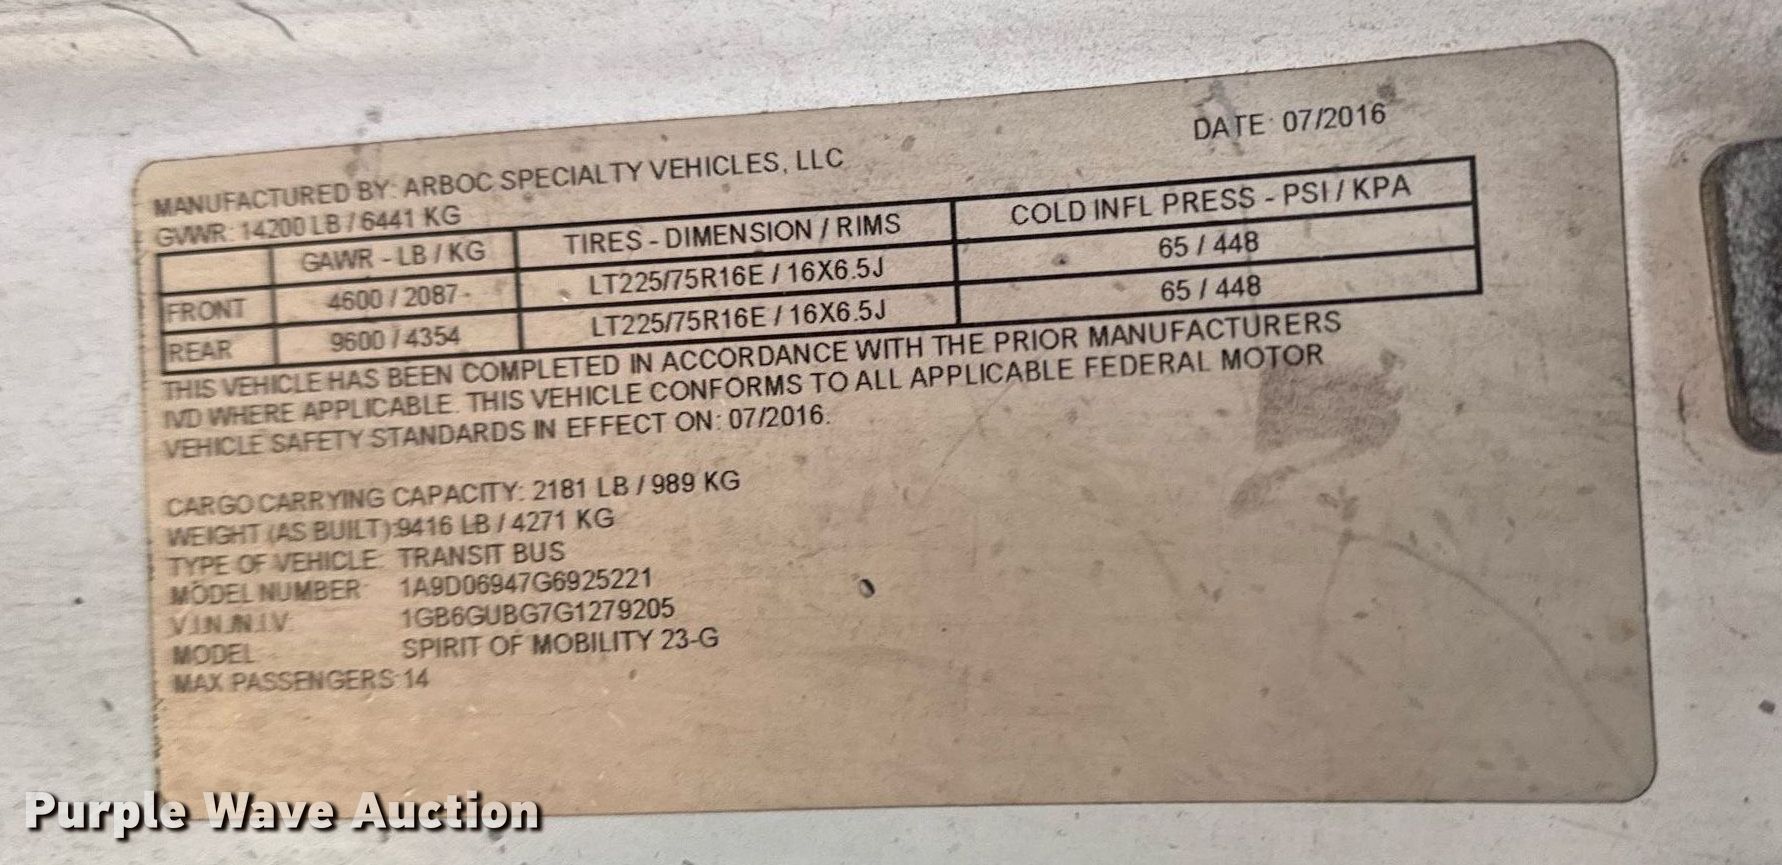 DATE: 07/2016
MANUFACTURED BY: ARBOC SPECIALTY VEHICLES, LLC
GVWR: 14200 LB / 6441 KG
GAWR - LB / KG TIRES - DIMENSION / RIMS COLD INFL PRESS - PSI / KPA
FRONT 4600 / 2087 LT225/75R16E / 16X6.5J 65 / 448
REAR 9600 / 4354 LT225/75R16E / 16X6.5J 65 / 448
THIS VEHICLE HAS BEEN COMPLETED IN ACCORDANCE WITH THE PRIOR MANUFACTURERS
IVD WHERE APPLICABLE. THIS VEHICLE CONFORMS TO ALL APPLICABLE FEDERAL MOTOR
VEHICLE SAFETY STANDARDS IN EFFECT ON: 07/2016.
CARGO CARRYING CAPACITY: 2181 LB / 989 KG
WEIGHT (AS BUILT):9416 LB / 4271 KG
TYPE OF VEHICLE: TRANSIT BUS
MODEL NUMBER: 1A9D06947G6925221
V.I.N./N.I.V. 1GB6GUBG7G1279205
MODEL SPIRIT OF MOBILITY 23-G
MAX PASSENGERS:14
Purple Wave Auction